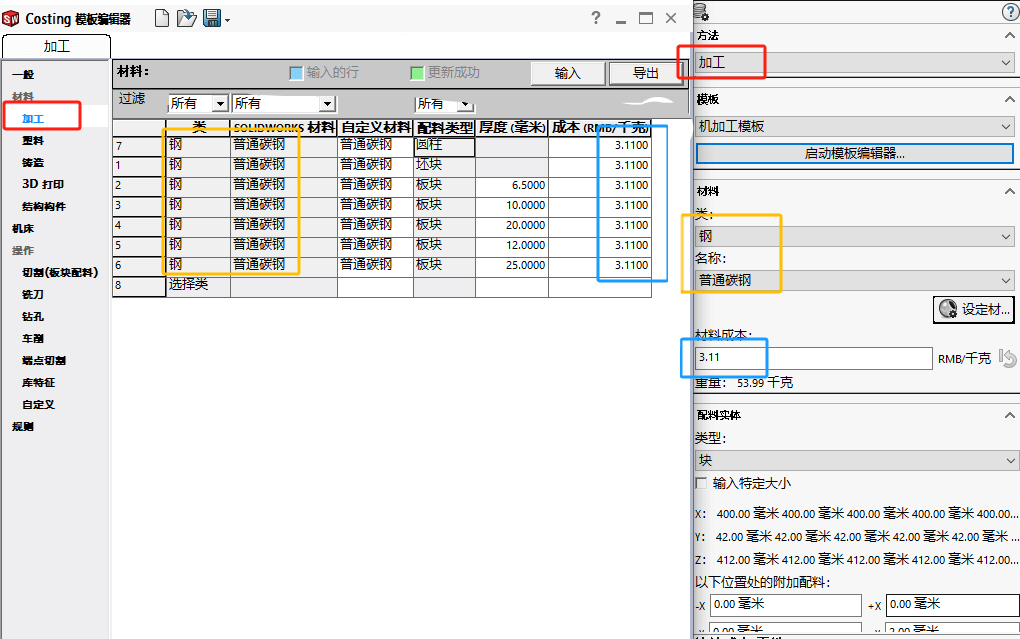 Costing 模板编辑器
加工
一般
材料
加工
塑料
铸造
3D 打印
结构构件
机床
操作
切割(板块配料)
铣刀
钻孔
车削
端点切割
库特征
自定义
规则
材料:
输入的行
更新成功
输入
导出
过滤
所有 所有 所有
类 SOLIDWORKS 材料 自定义材料 配料类型 厚度 (毫米) 成本 (RMB/千克)
7 钢 普通碳钢 普通碳钢 圆柱 3.1100
1 钢 普通碳钢 普通碳钢 坯块 3.1100
2 钢 普通碳钢 普通碳钢 板块 6.5000 3.1100
3 钢 普通碳钢 普通碳钢 板块 10.0000 3.1100
4 钢 普通碳钢 普通碳钢 板块 20.0000 3.1100
5 钢 普通碳钢 普通碳钢 板块 12.0000 3.1100
6 钢 普通碳钢 普通碳钢 板块 25.0000 3.1100
8 选择类
方法
加工
模板
机加工模板
启动模板编辑器...
材料
类:
钢
名称:
普通碳钢
设定材...
材料成本:
3.11 RMB/千克
重量: 53.99 千克
配料实体
类型:
块
输入特定大小
X: 400.00 毫米 400.00 毫米 400.00 毫米 400.00 毫米 400.00...
Y: 42.00 毫米 42.00 毫米 42.00 毫米 42.00 毫米 42.00 毫米 ...
Z: 412.00 毫米 412.00 毫米 412.00 毫米 412.00 毫米 412.00...
以下位置处的附加配料:
-X 0.00 毫米 +X 0.00 毫米
0.00 毫米 2.00 毫米